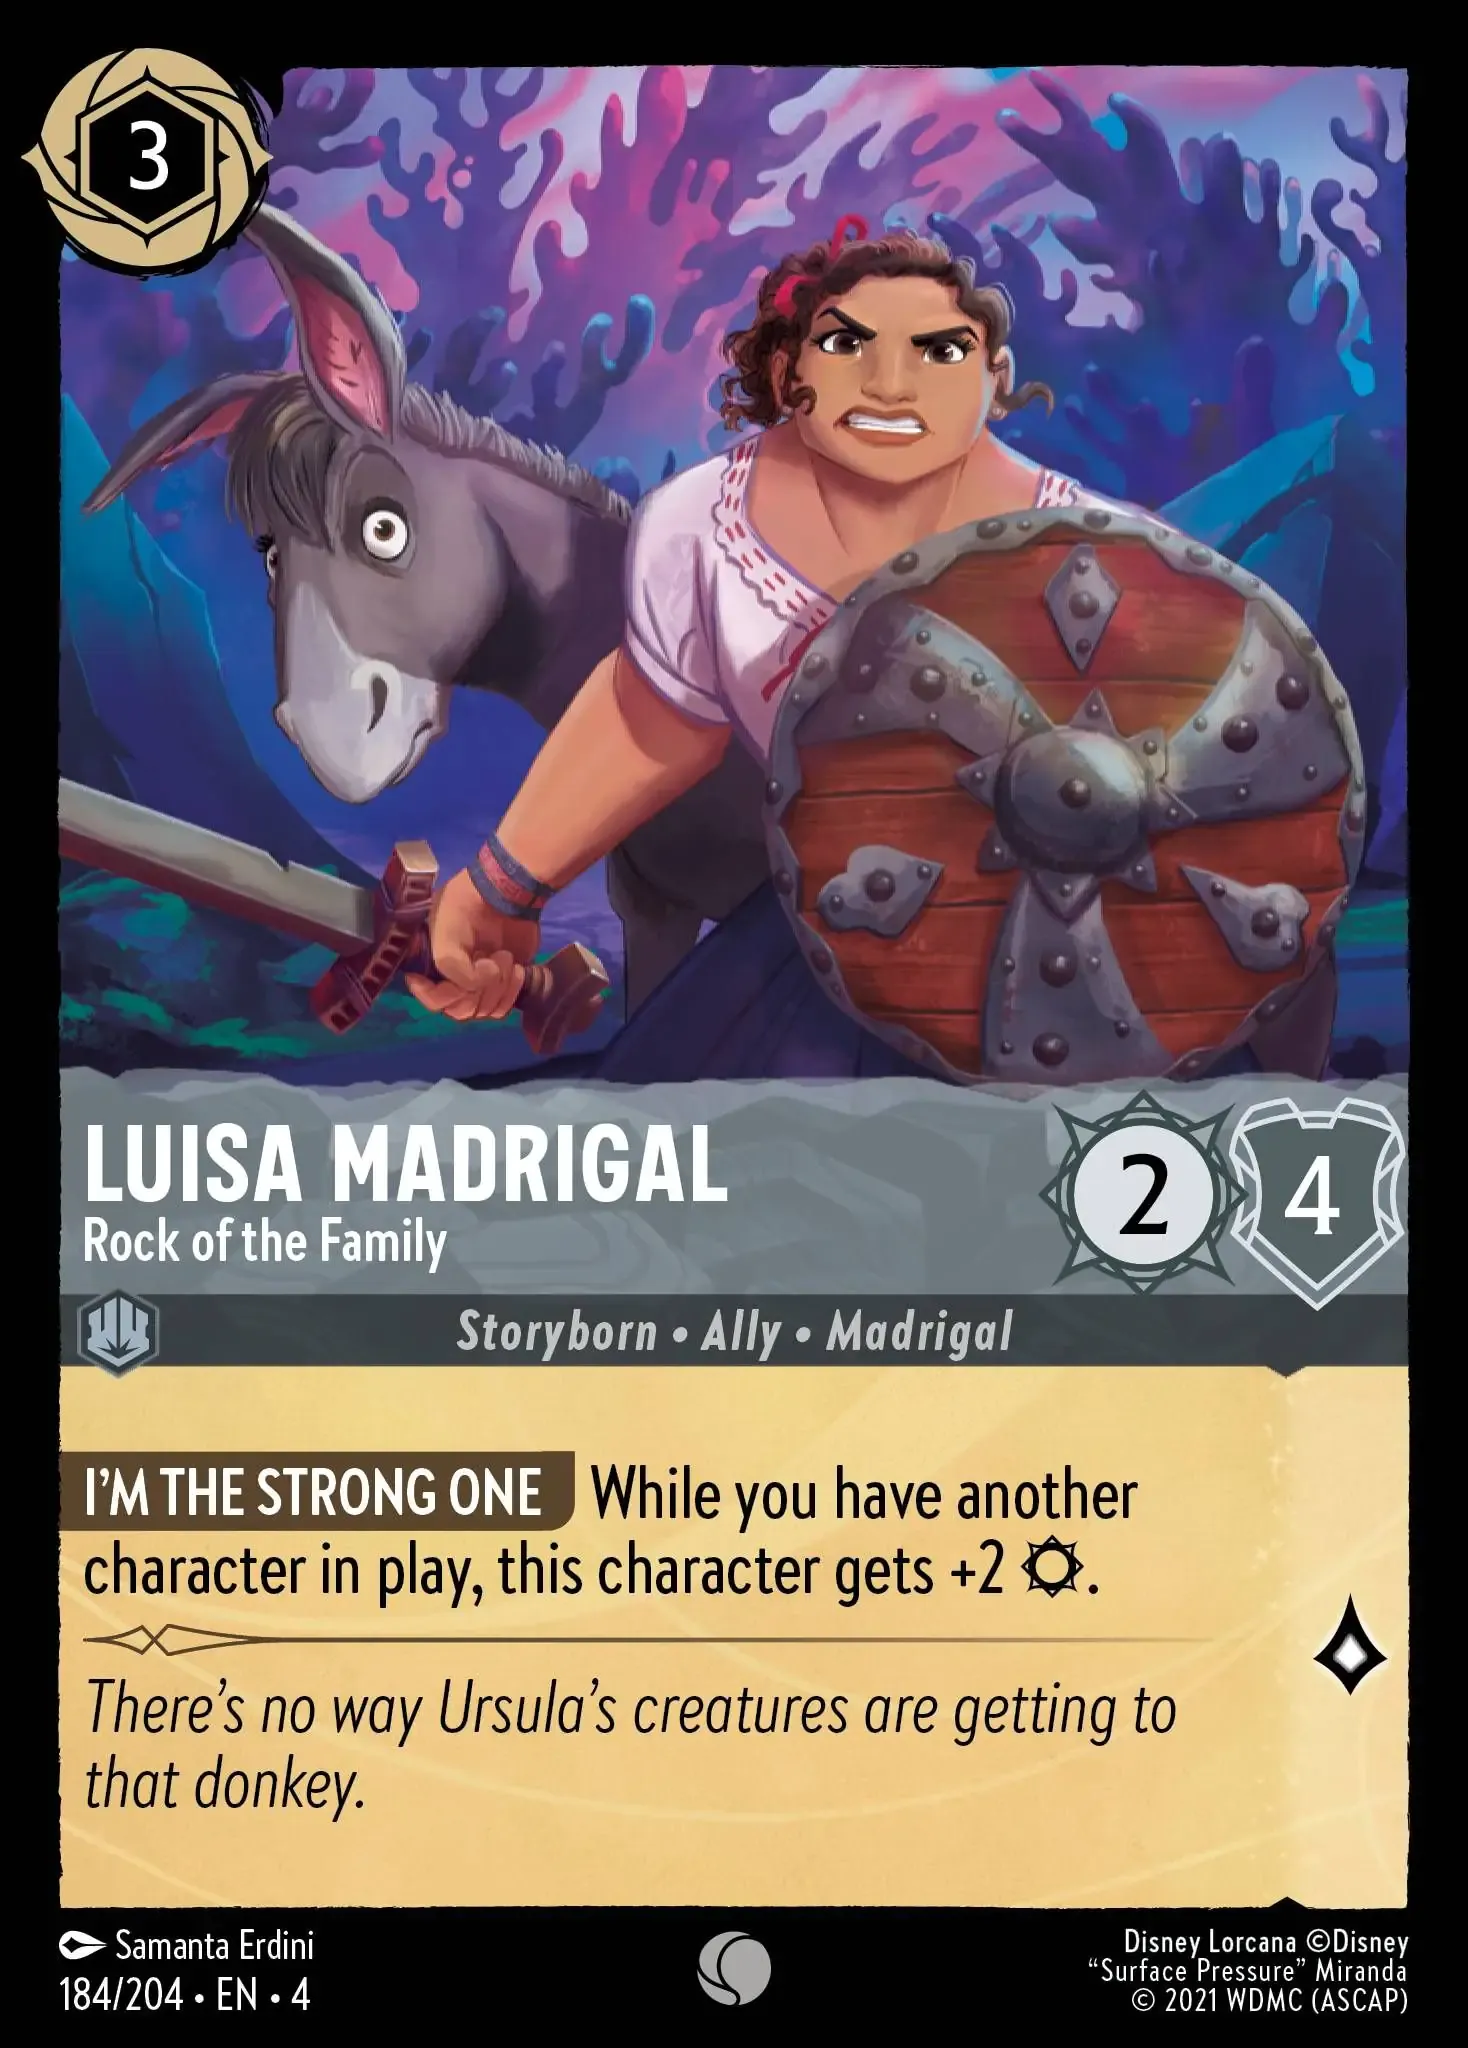 3
LUISA MADRIGAL
Rock of the Family
2
4
Storyborn • Ally • Madrigal
I'M THE STRONG ONE While you have another
character in play, this character gets +2 .
There's no way Ursula's creatures are getting to
that donkey.
Samanta Erdini
184/204 • EN • 4
Disney Lorcana ©Disney
“Surface Pressure” Miranda
© 2021 WDMC (ASCAP)